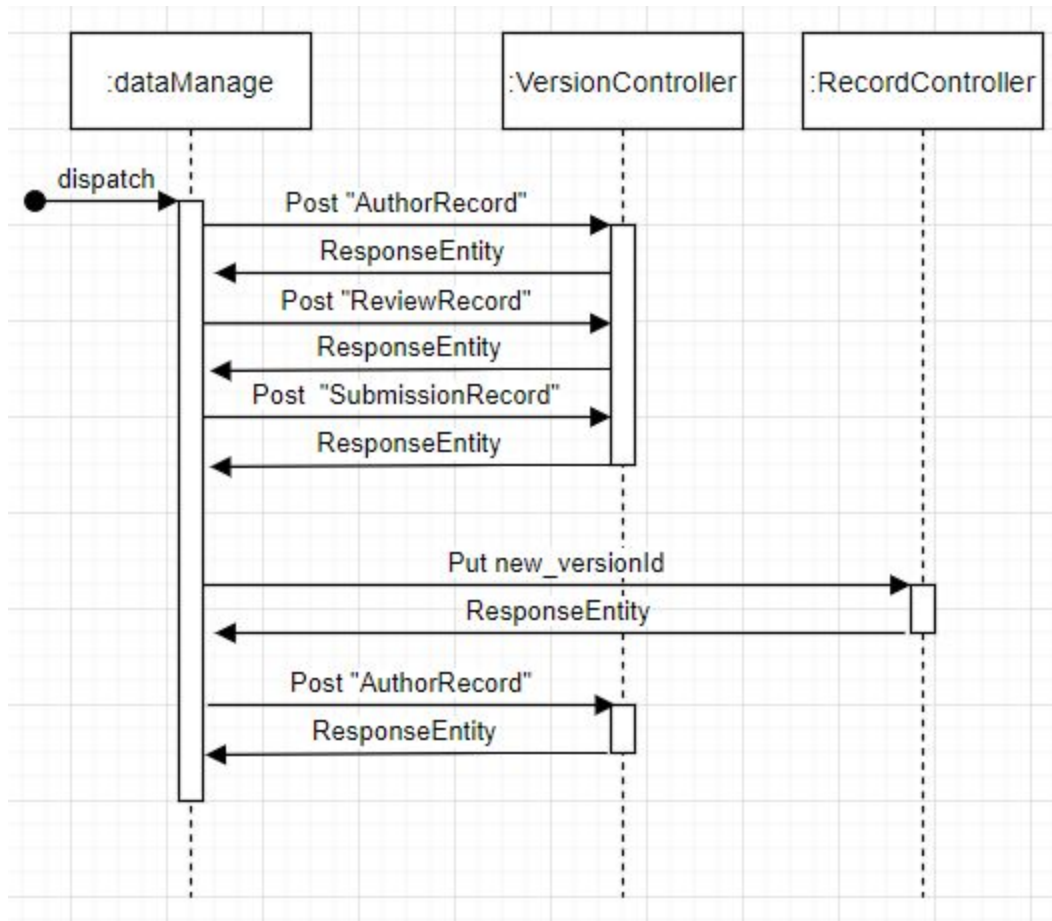 :dataManage
:VersionController
:RecordController
dispatch
Post "AuthorRecord"
ResponseEntity
Post "ReviewRecord"
ResponseEntity
Post  "SubmissionRecord"
ResponseEntity
Put new_versionId
ResponseEntity
Post "AuthorRecord"
ResponseEntity